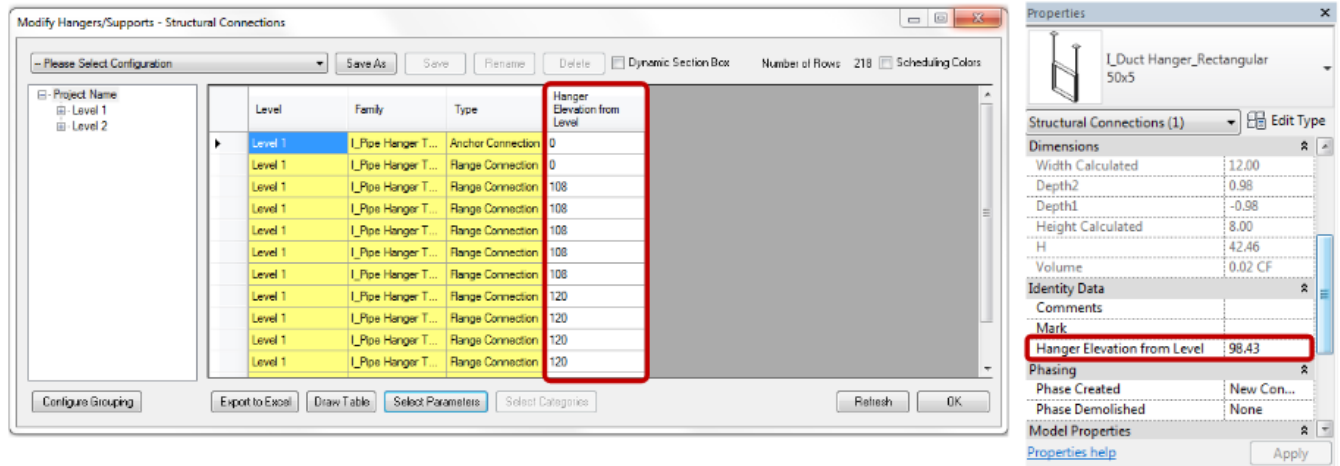 Modify Hangers/Supports - Structural Connections
-- Please Select Configuration
Save As Save Rename Delete Dynamic Section Box Number of Rows 218 Scheduling Colors
Project Name
Level 1
Level 2
Level Family Type Hanger Elevation from Level
Level 1 I_Pipe Hanger T... Anchor Connection 0
Level 1 I_Pipe Hanger T... Flange Connection 0
Level 1 I_Pipe Hanger T... Flange Connection 108
Level 1 I_Pipe Hanger T... Flange Connection 108
Level 1 I_Pipe Hanger T... Flange Connection 108
Level 1 I_Pipe Hanger T... Flange Connection 108
Level 1 I_Pipe Hanger T... Flange Connection 108
Level 1 I_Pipe Hanger T... Flange Connection 120
Level 1 I_Pipe Hanger T... Flange Connection 120
Level 1 I_Pipe Hanger T... Flange Connection 120
Level 1 I_Pipe Hanger T... Flange Connection 120
Configure Grouping Export to Excel Draw Table Select Parameters Select Categories Refresh OK
Properties
I_Duct Hanger_Rectangular
50x5
Structural Connections (1) Edit Type
Dimensions
Width Calculated 12.00
Depth2 0.98
Depth1 -0.98
Height Calculated 8.00
H 42.46
Volume 0.02 CF
Identity Data
Comments
Mark
Hanger Elevation from Level 98.43
Phasing
Phase Created New Con...
Phase Demolished None
Model Properties
Properties help Apply